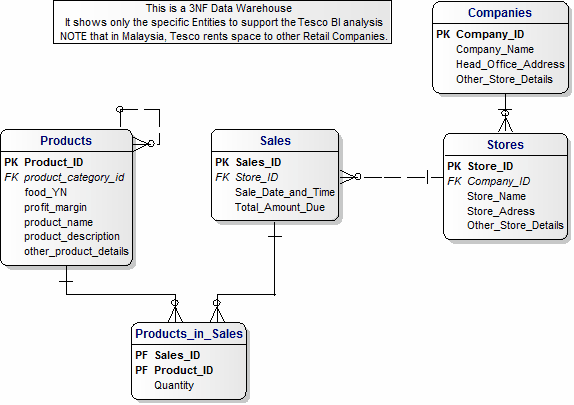 This is a 3NF Data Warehouse
It shows only the specific Entities to support the Tesco BI analysis
NOTE that in Malaysia, Tesco rents space to other Retail Companies.
Companies
PK Company_ID
Company_Name
Head_Office_Address
Other_Store_Details
Products
PK Product_ID
FK product_category_id
food_YN
profit_margin
product_name
product_description
other_product_details
Sales
PK Sales_ID
FK Store_ID
Sale_Date_and_Time
Total_Amount_Due
Stores
PK Store_ID
FK Company_ID
Store_Name
Store_Adress
Other_Store_Details
Products_in_Sales
PF Sales_ID
PF Product_ID
Quantity